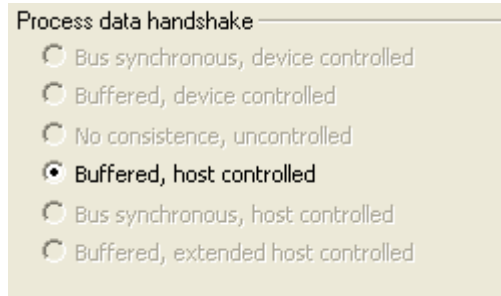 Process data handshake
Bus synchronous, device controlled
Buffered, device controlled
No consistence, uncontrolled
Buffered, host controlled
Bus synchronous, host controlled
Buffered, extended host controlled